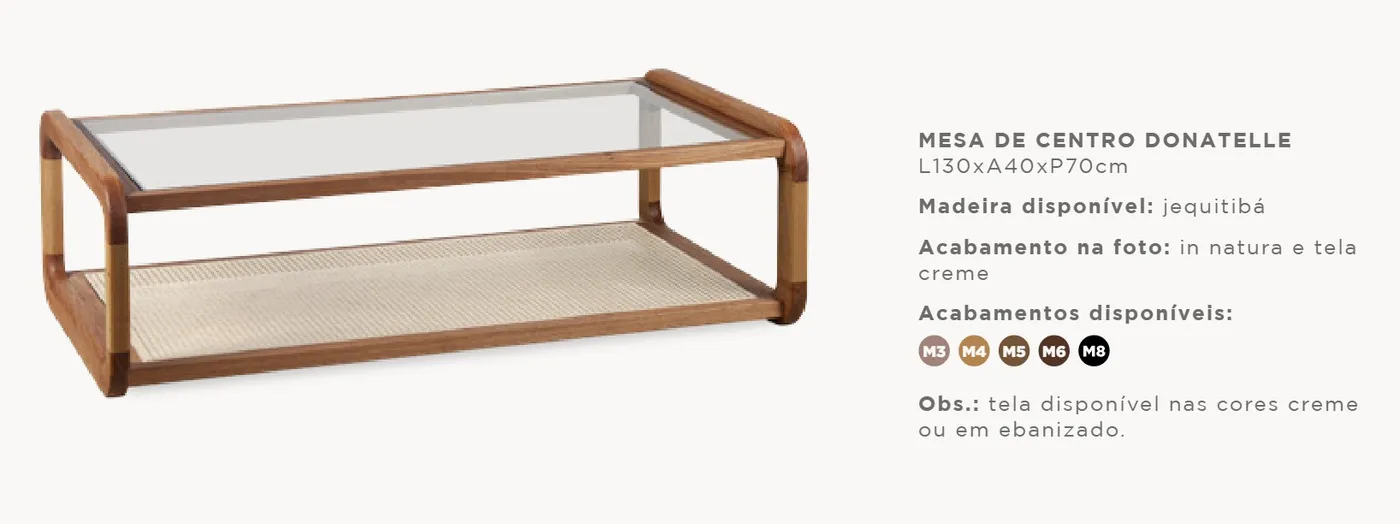 MESA DE CENTRO DONATELLE
L130xA40xP70cm
Madeira disponível: jequitibá
Acabamento na foto: in natura e tela
creme
Acabamentos disponíveis:
M3 M4 M5 M6 M8
Obs.: tela disponível nas cores creme
ou em ebanizado.